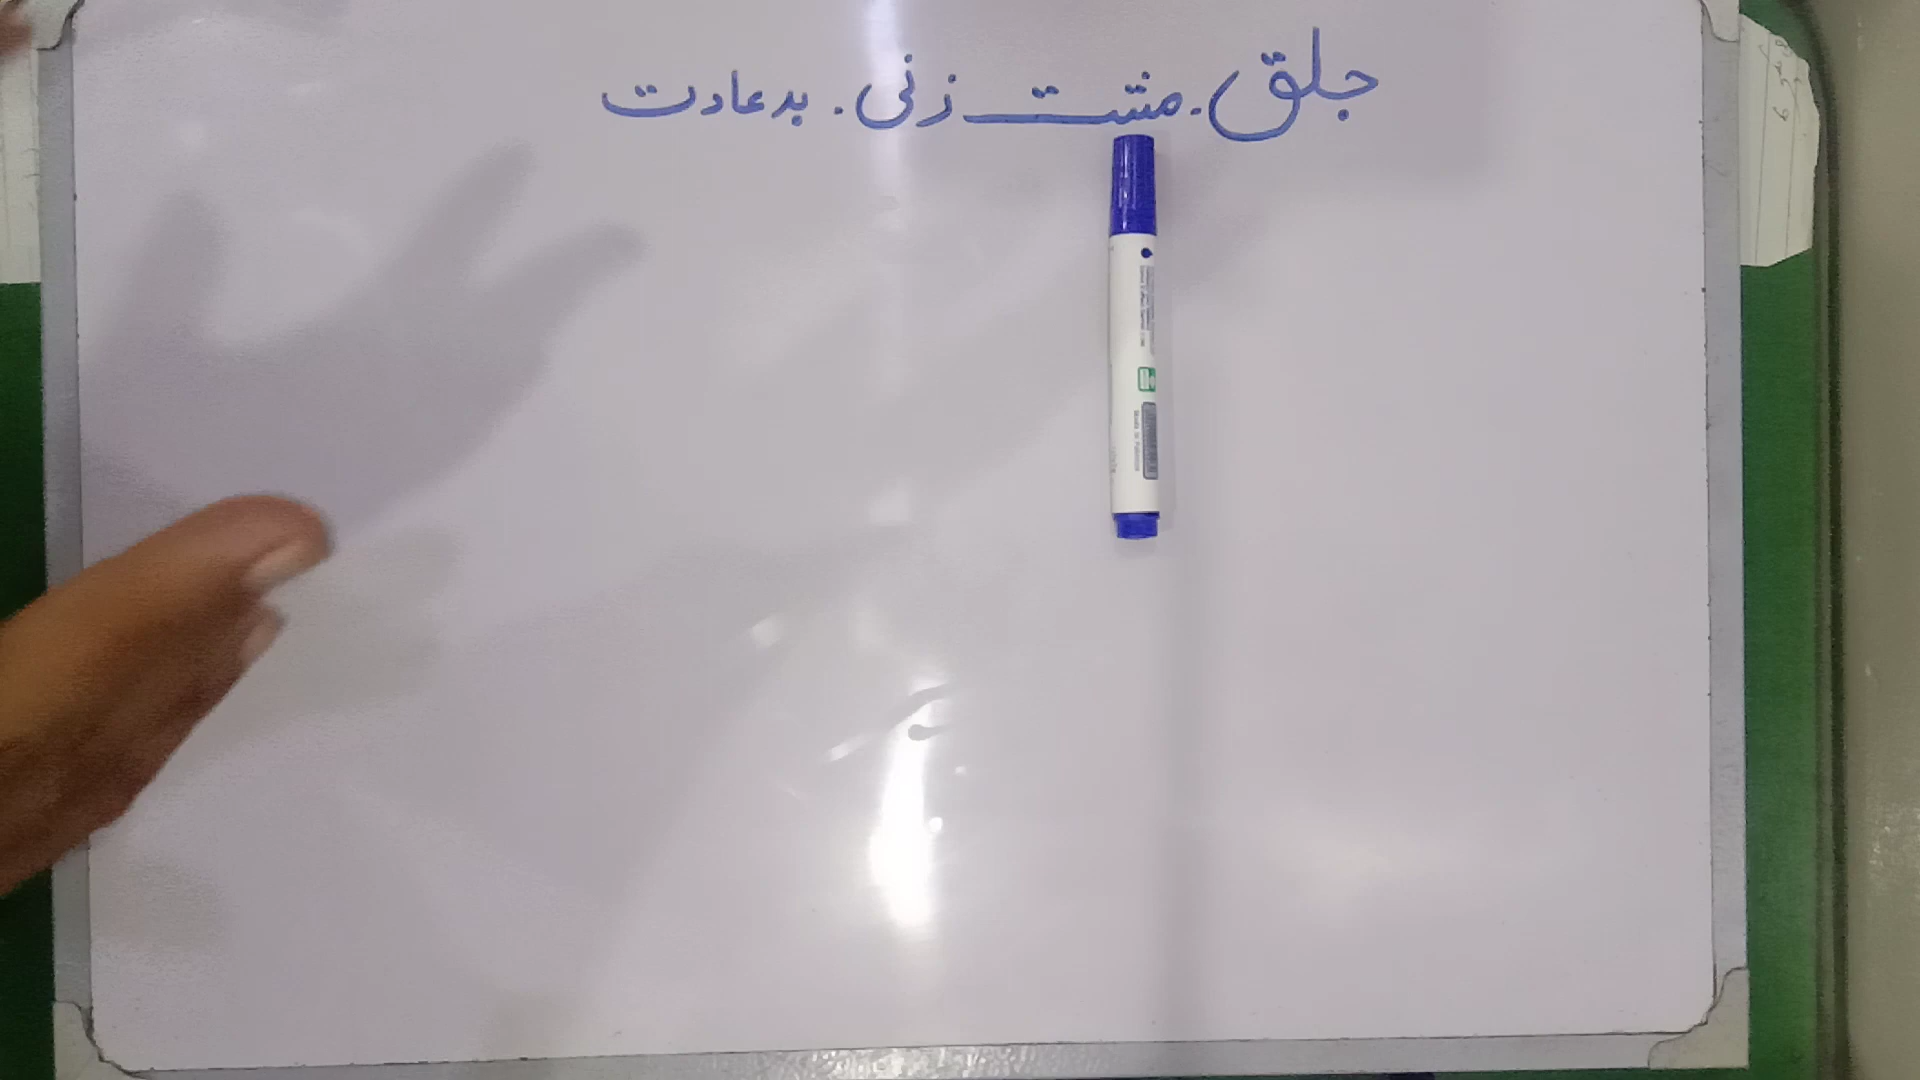 جلق . مشت زنی . بدعادت